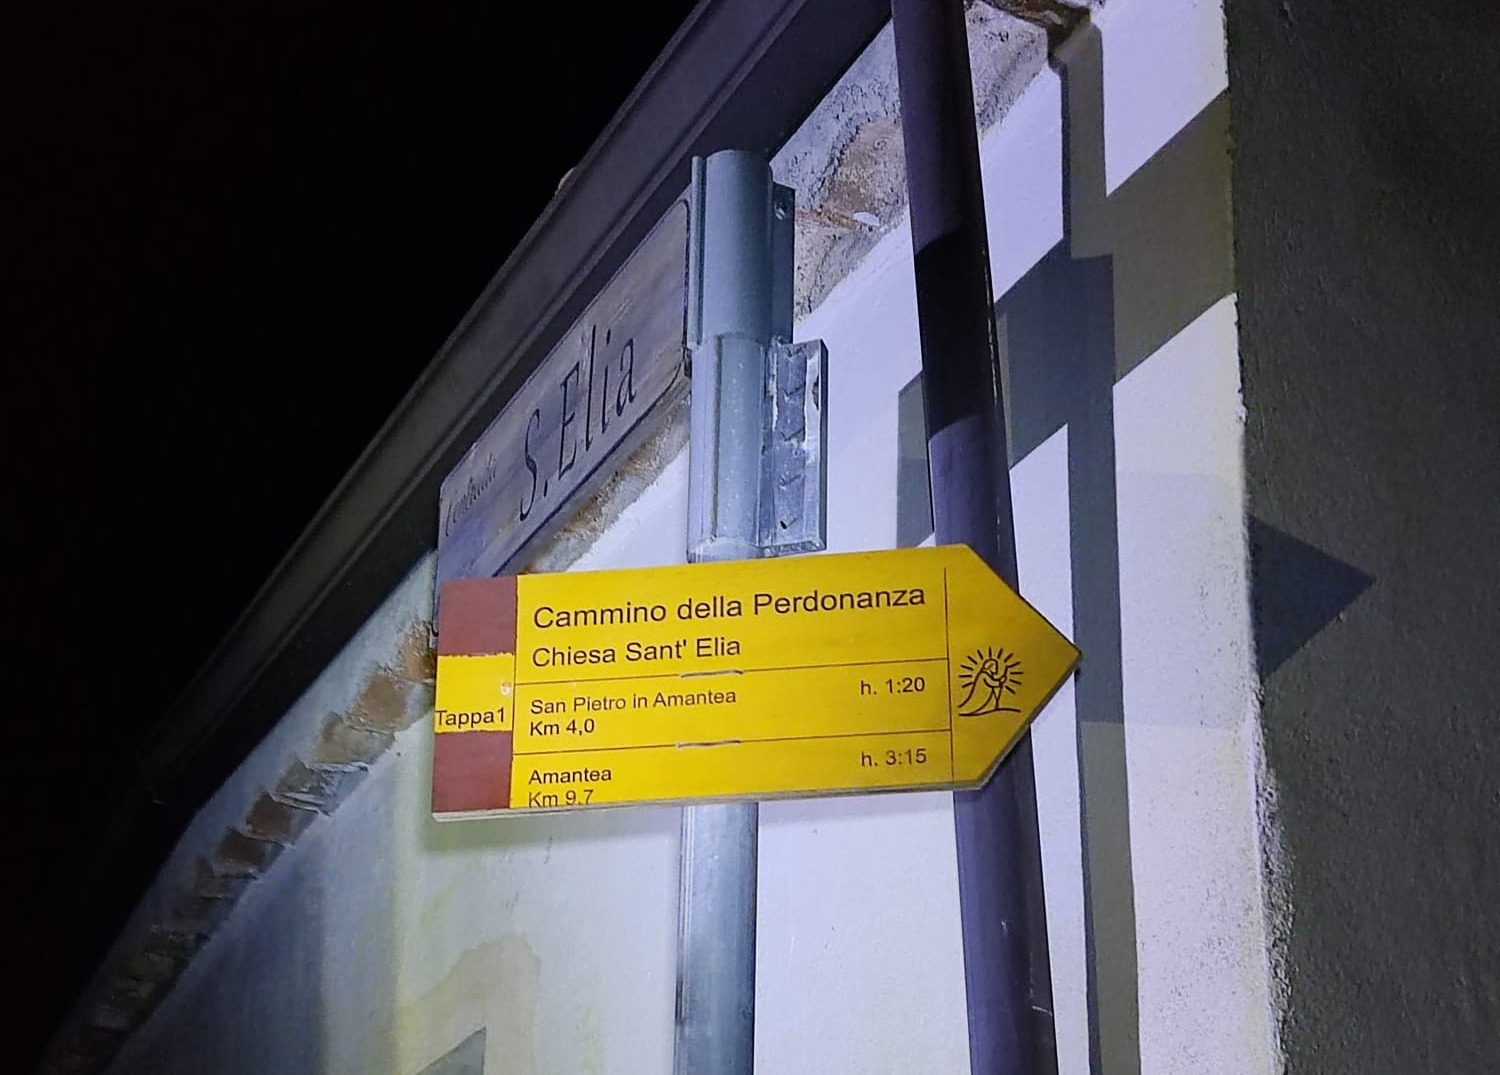 Contrada
S. Elia
Cammino della Perdonanza
Chiesa Sant' Elia
Tappa1
San Pietro in Amantea h. 1:20
Km 4,0
Amantea h. 3:15
Km 9,7